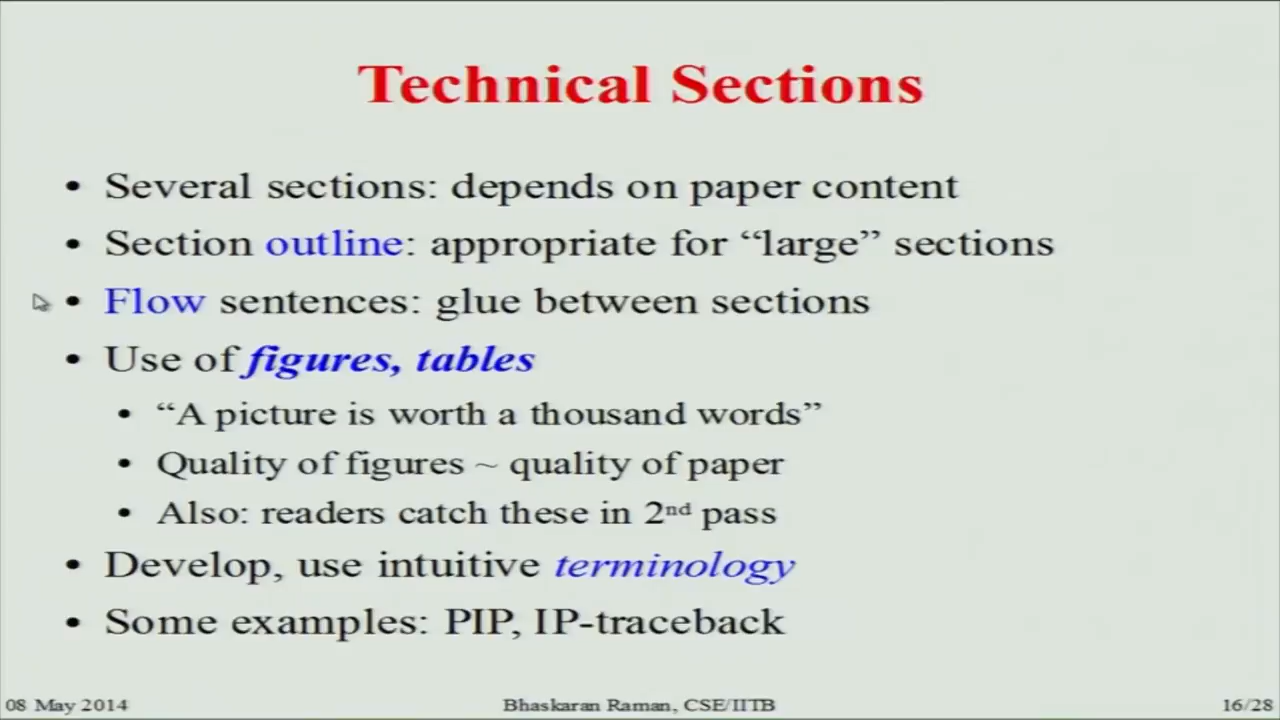 Technical Sections
• Several sections: depends on paper content
• Section outline: appropriate for “large” sections
• Flow sentences: glue between sections
• Use of figures, tables
• “A picture is worth a thousand words”
• Quality of figures ~ quality of paper
• Also: readers catch these in 2nd pass
• Develop, use intuitive terminology
• Some examples: PIP, IP-traceback
08 May 2014 Bhaskaran Raman, CSE/IITB 16/28